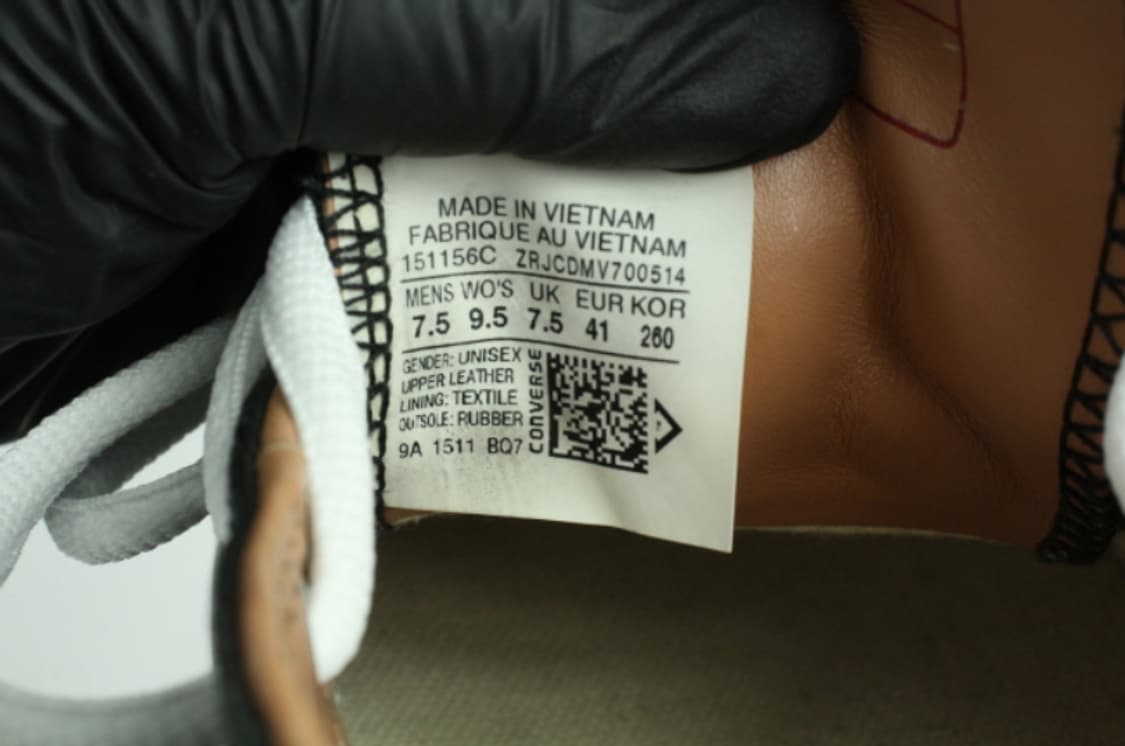 MADE IN VIETNAM
FABRIQUE AU VIETNAM
151156C ZRJCDMV700514
MENS WO'S UK EUR KOR
7.5 9.5 7.5 41 260
GENDER: UNISEX
UPPER LEATHER
LINING: TEXTILE
OUTSOLE: RUBBER
9A 1511 BQ7
CONVERSE